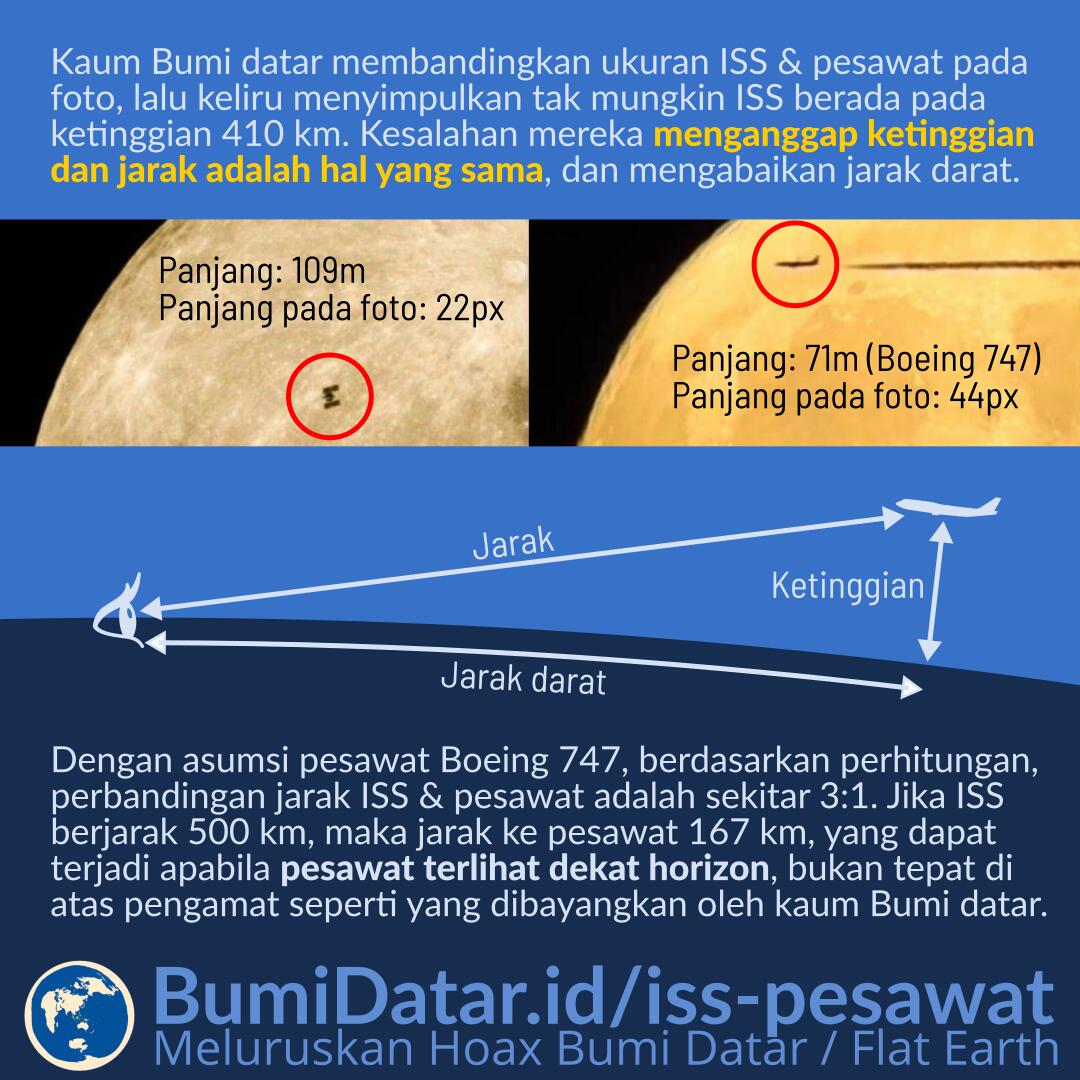 Kaum Bumi datar membandingkan ukuran ISS & pesawat pada
foto, lalu keliru menyimpulkan tak mungkin ISS berada pada
ketinggian 410 km. Kesalahan mereka menganggap ketinggian
dan jarak adalah hal yang sama, dan mengabaikan jarak darat.
Panjang: 109m
Panjang pada foto: 22px
Panjang: 71m (Boeing 747)
Panjang pada foto: 44px
Jarak
Ketinggian
Jarak darat
Dengan asumsi pesawat Boeing 747, berdasarkan perhitungan,
perbandingan jarak ISS & pesawat adalah sekitar 3:1. Jika ISS
berjarak 500 km, maka jarak ke pesawat 167 km, yang dapat
terjadi apabila pesawat terlihat dekat horizon, bukan tepat di
atas pengamat seperti yang dibayangkan oleh kaum Bumi datar.
BumiDatar.id/iss-pesawat
Meluruskan Hoax Bumi Datar / Flat Earth